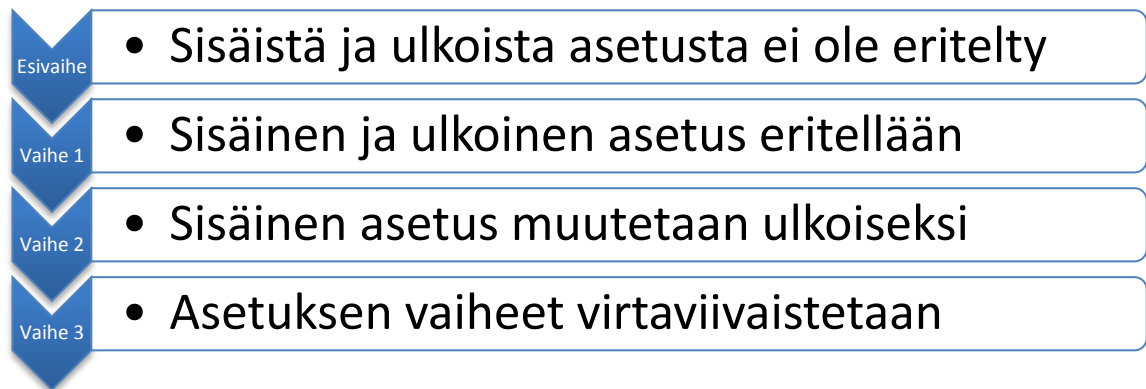 Esivaihe
• Sisäistä ja ulkoista asetusta ei ole eritelty
Vaihe 1
• Sisäinen ja ulkoinen asetus eritellään
Vaihe 2
• Sisäinen asetus muutetaan ulkoiseksi
Vaihe 3
• Asetuksen vaiheet virtaviivaistetaan